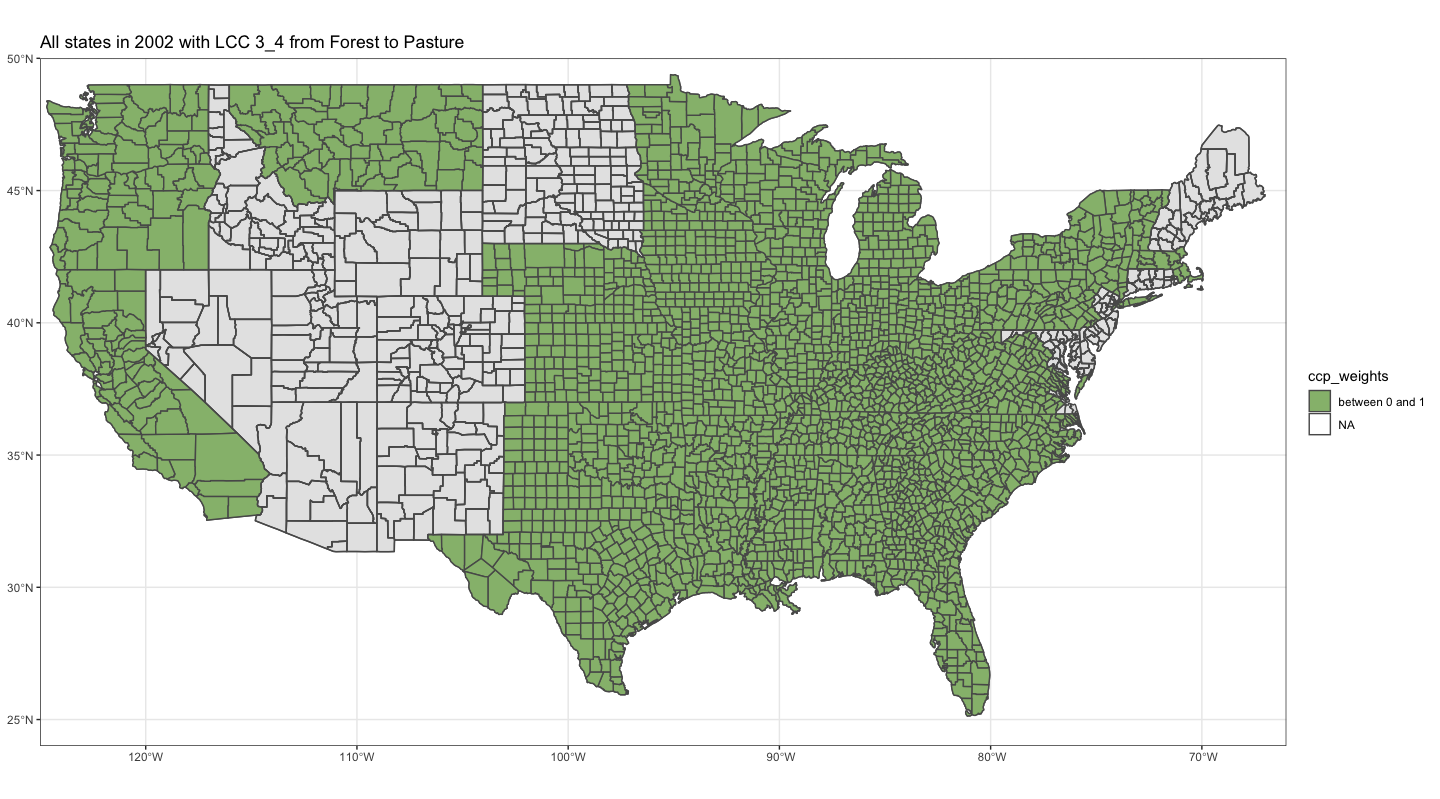 All states in 2002 with LCC 3_4 from Forest to Pasture
50°N
45°N
40°N
35°N
30°N
25°N
120°W
110°W
100°W
90°W
80°W
70°W
ccp_weights
between 0 and 1
NA